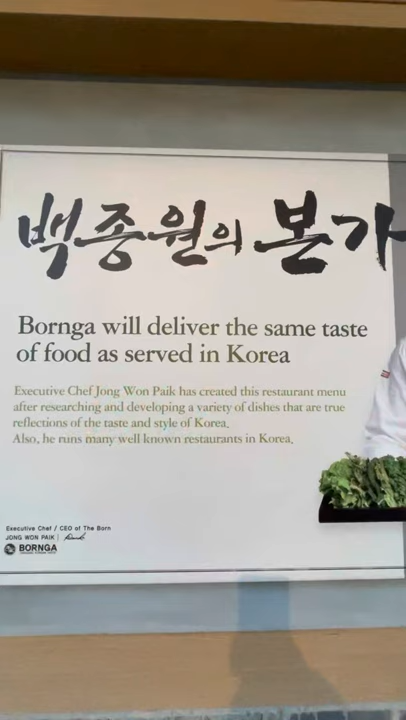 백종원의 본가
Bornga will deliver the same taste
of food as served in Korea
Executive Chef Jong Won Paik has created this restaurant menu
after researching and developing a variety of dishes that are true
reflections of the taste and style of Korea.
Also, he runs many well known restaurants in Korea.
Executive Chef / CEO of The Born
JONG WON PAIK |
BORNGA